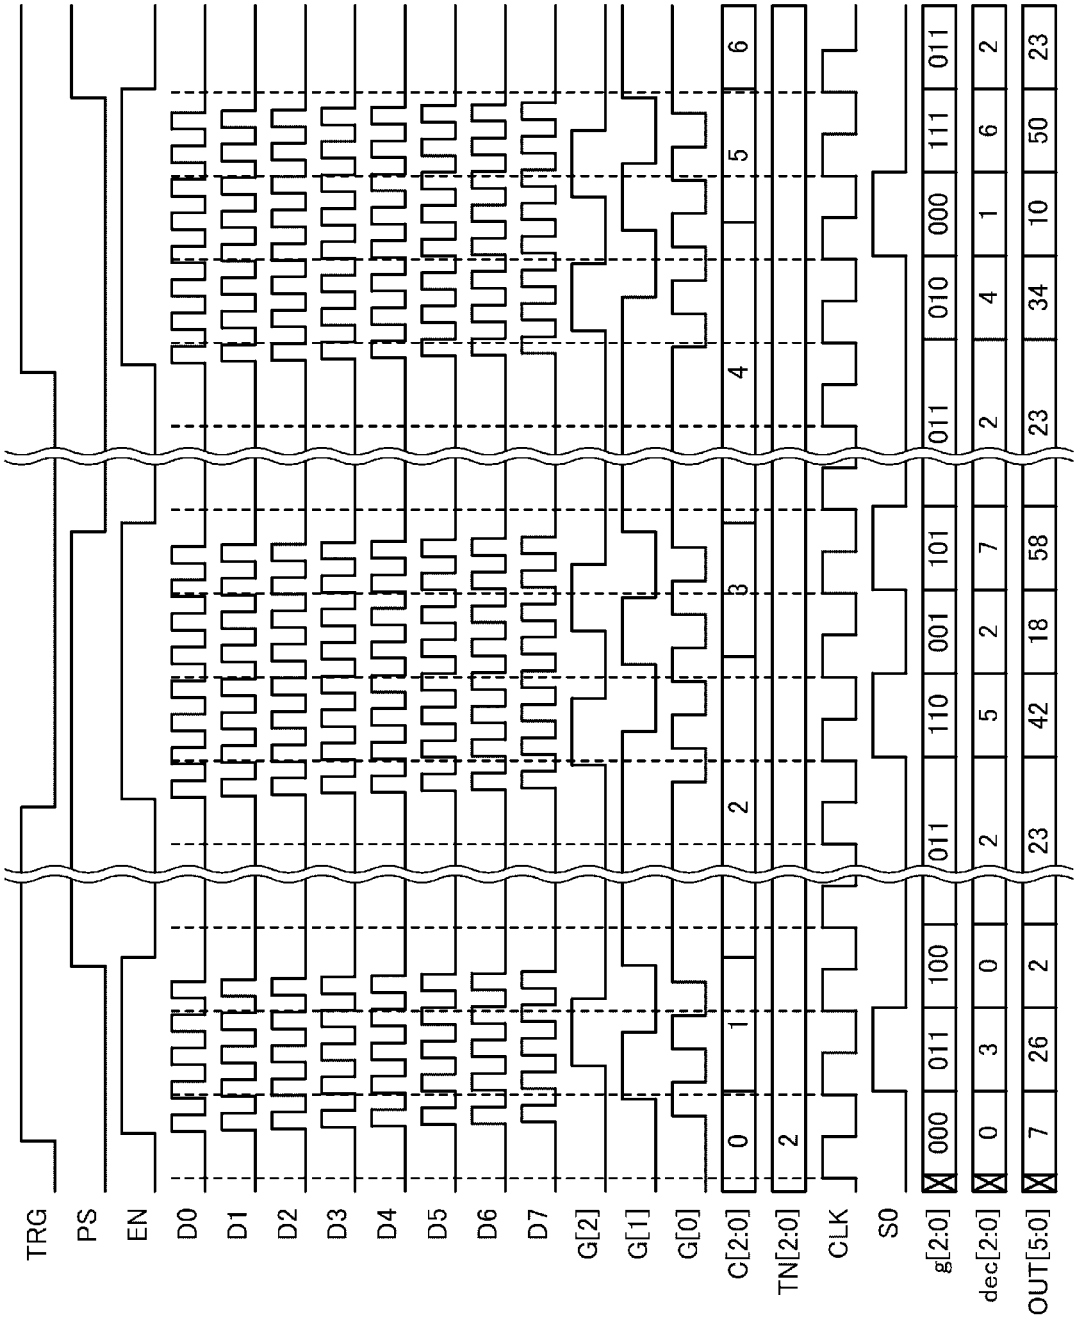 TRG
PS
EN
D0
D1
D2
D3
D4
D5
D6
D7
G[2]
G[1]
G[0]
C[2:0] 0 1 2 3 4 5 6
TN[2:0] 2
CLK
S0
g[2:0] 000 011 100 011 110 001 101 011 010 000 111 011
dec[2:0] 0 3 0 2 5 2 7 2 4 1 6 2
OUT[5:0] 7 26 2 23 42 18 58 23 34 10 50 23